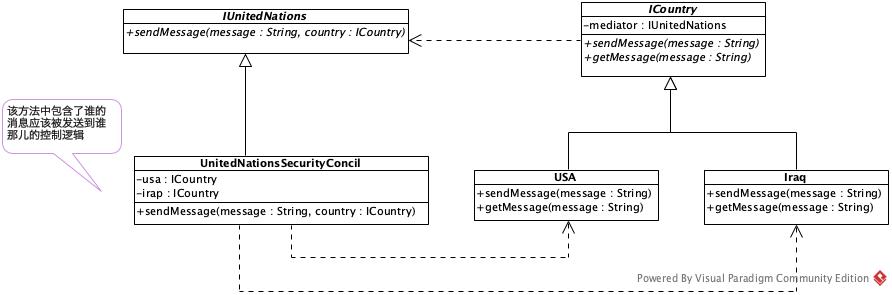 IUnitedNations
+sendMessage(message : String, country : ICountry)
ICountry
-mediator : IUnitedNations
+sendMessage(message : String)
+getMessage(message : String)
该方法中包含了谁的
消息应该被发送到谁
那儿的控制逻辑
UnitedNationsSecurityConcil
-usa : ICountry
-irap : ICountry
+sendMessage(message : String, country : ICountry)
USA
+sendMessage(message : String)
+getMessage(message : String)
Iraq
+sendMessage(message : String)
+getMessage(message : String)
Powered By Visual Paradigm Community Edition